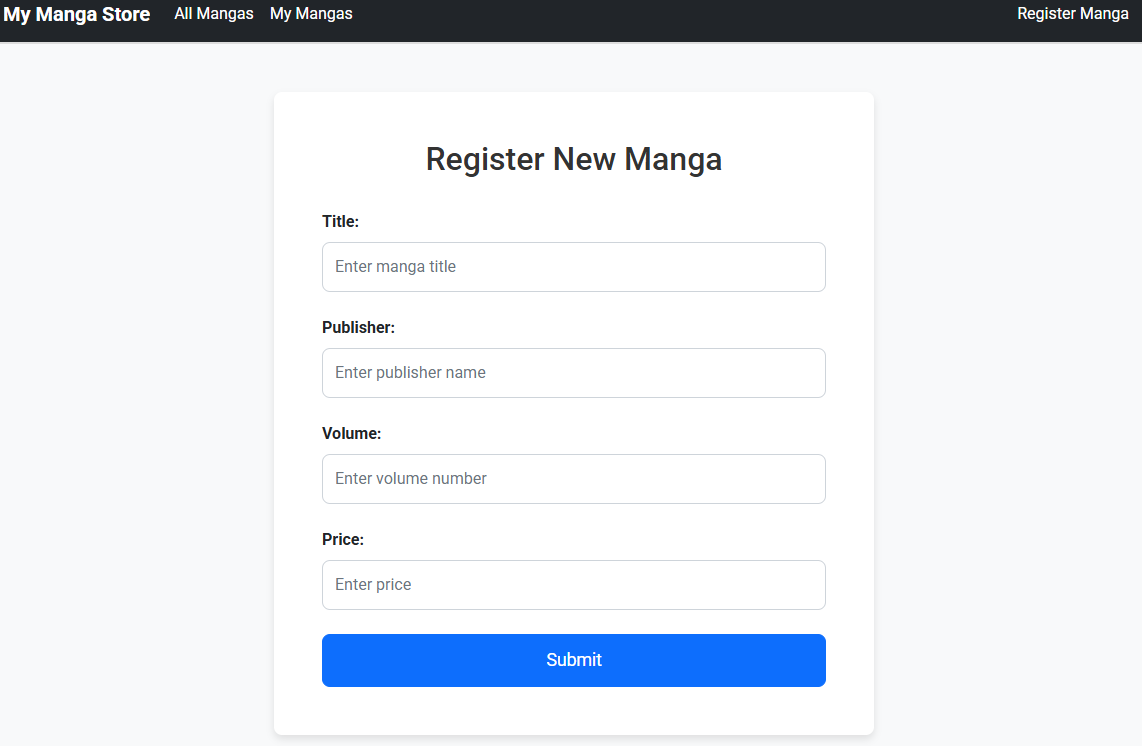 My Manga Store All Mangas My Mangas Register Manga
Register New Manga
Title:
Enter manga title
Publisher:
Enter publisher name
Volume:
Enter volume number
Price:
Enter price
Submit